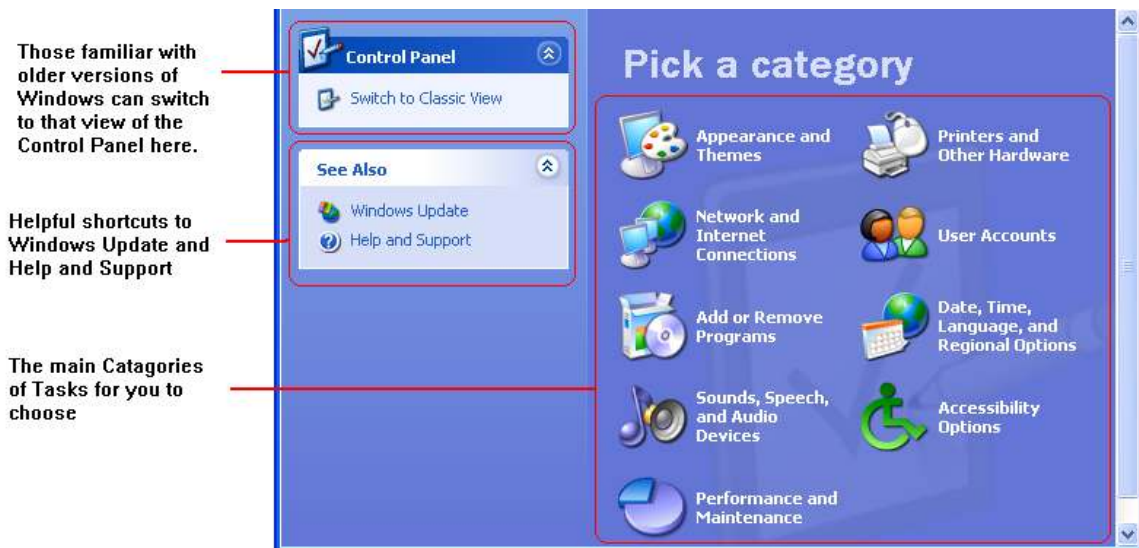 Those familiar with
older versions of
Windows can switch
to that view of the
Control Panel here.
Helpful shortcuts to
Windows Update and
Help and Support
The main Catagories
of Tasks for you to
choose
Control Panel
Switch to Classic View
See Also
Windows Update
Help and Support
Pick a category
Appearance and
Themes
Printers and
Other Hardware
Network and
Internet
Connections
User Accounts
Add or Remove
Programs
Date, Time,
Language, and
Regional Options
Sounds, Speech,
and Audio
Devices
Accessibility
Options
Performance and
Maintenance